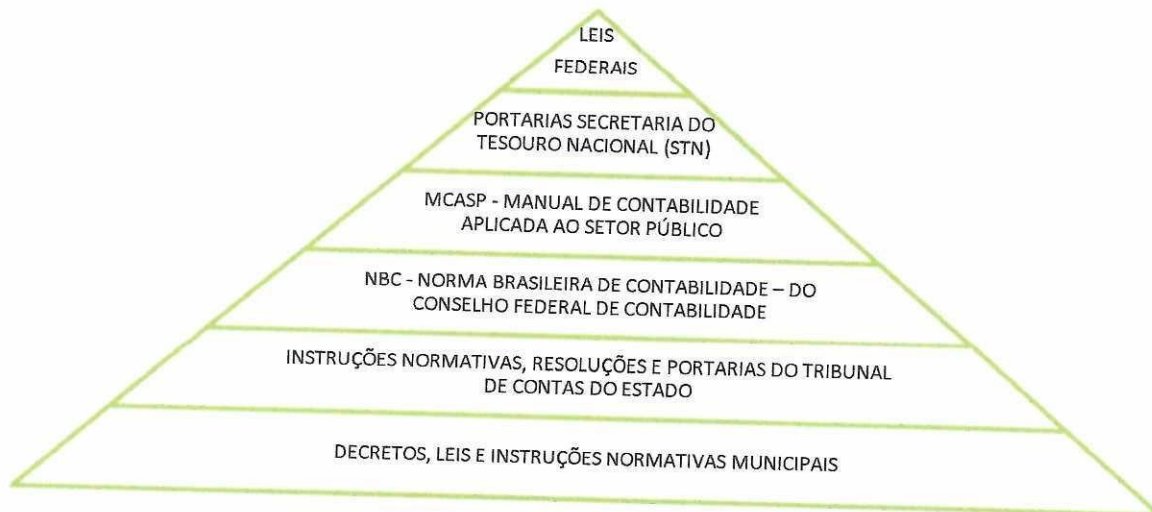 LEIS
FEDERAIS
PORTARIAS SECRETARIA DO
TESOURO NACIONAL (STN)
MCASP - MANUAL DE CONTABILIDADE
APLICADA AO SETOR PÚBLICO
NBC - NORMA BRASILEIRA DE CONTABILIDADE – DO
CONSELHO FEDERAL DE CONTABILIDADE
INSTRUÇÕES NORMATIVAS, RESOLUÇÕES E PORTARIAS DO TRIBUNAL
DE CONTAS DO ESTADO
DECRETOS, LEIS E INSTRUÇÕES NORMATIVAS MUNICIPAIS